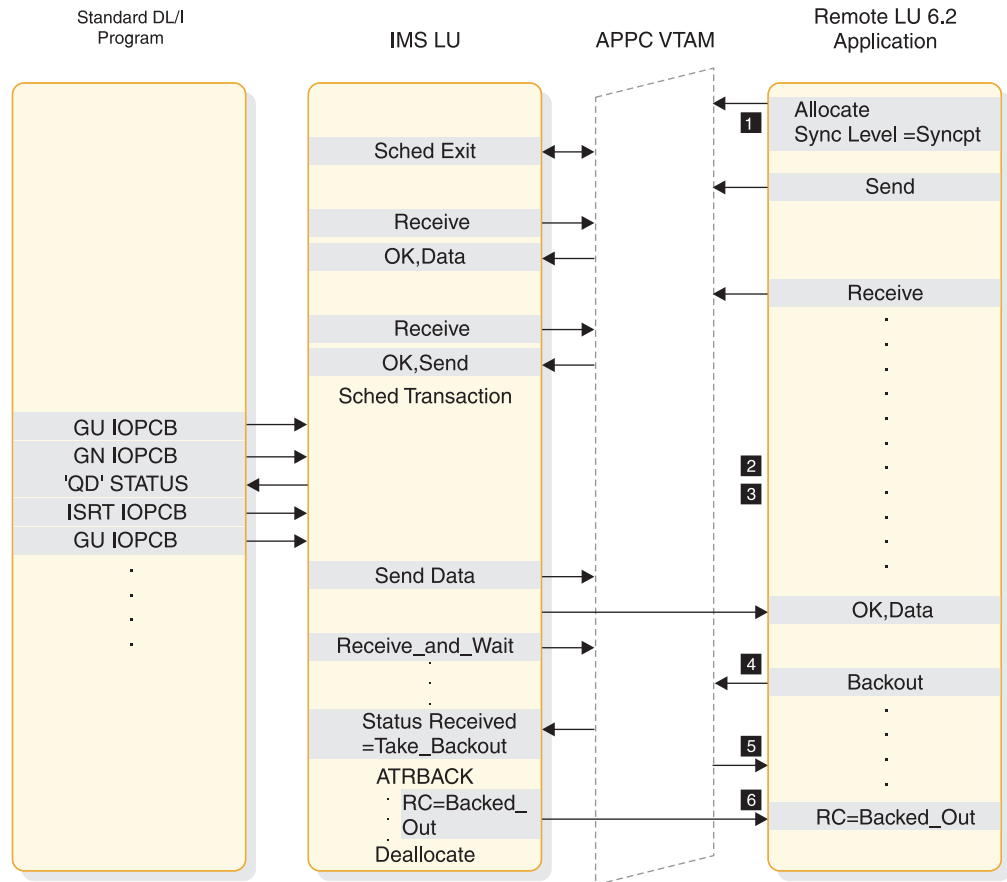 Standard DL/I
Program
IMS LU
APPC VTAM
Remote LU 6.2
Application
1
Allocate
Sync Level =Syncpt
Sched Exit
Send
Receive
OK,Data
Receive
Receive
OK,Send
Sched Transaction
GU IOPCB
GN IOPCB
'QD' STATUS
ISRT IOPCB
GU IOPCB
2
3
Send Data
OK,Data
Receive_and_Wait
4
Backout
Status Received
=Take_Backout
5
ATRBACK
RC=Backed_
Out
6
RC=Backed_Out
Deallocate